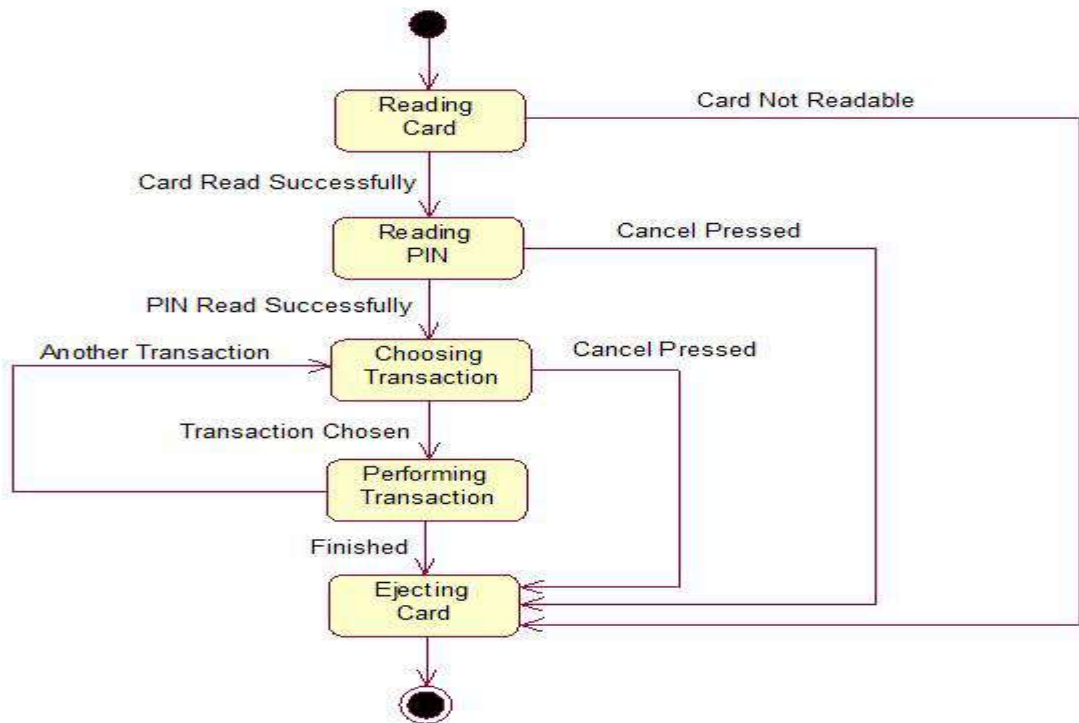 Reading
Card
Card Not Readable
Card Read Successfully
Reading
PIN
Cancel Pressed
PIN Read Successfully
Another Transaction
Choosing
Transaction
Cancel Pressed
Transaction Chosen
Performing
Transaction
Finished
Ejecting
Card